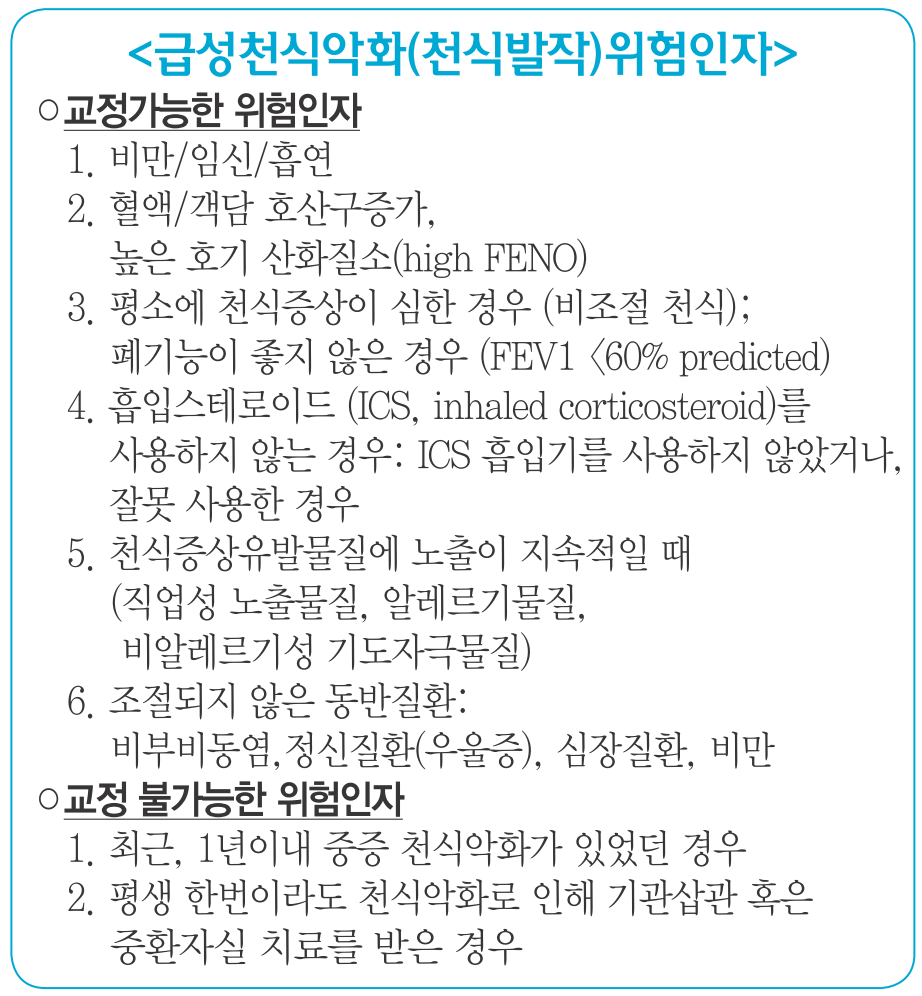 <급성천식악화(천식발작)위험인자>
○교정가능한 위험인자
1. 비만/임신/흡연
2. 혈액/객담 호산구증가,
높은 호기 산화질소(high FENO)
3. 평소에 천식증상이 심한 경우 (비조절 천식);
폐기능이 좋지 않은 경우 (FEV1 <60% predicted)
4. 흡입스테로이드 (ICS, inhaled corticosteroid)를
사용하지 않는 경우: ICS 흡입기를 사용하지 않았거나,
잘못 사용한 경우
5. 천식증상유발물질에 노출이 지속적일 때
(직업성 노출물질, 알레르기물질,
비알레르기성 기도자극물질)
6. 조절되지 않은 동반질환:
비부비동염,정신질환(우울증), 심장질환, 비만
○교정 불가능한 위험인자
1. 최근, 1년이내 중증 천식악화가 있었던 경우
2. 평생 한번이라도 천식악화로 인해 기관삽관 혹은
중환자실 치료를 받은 경우